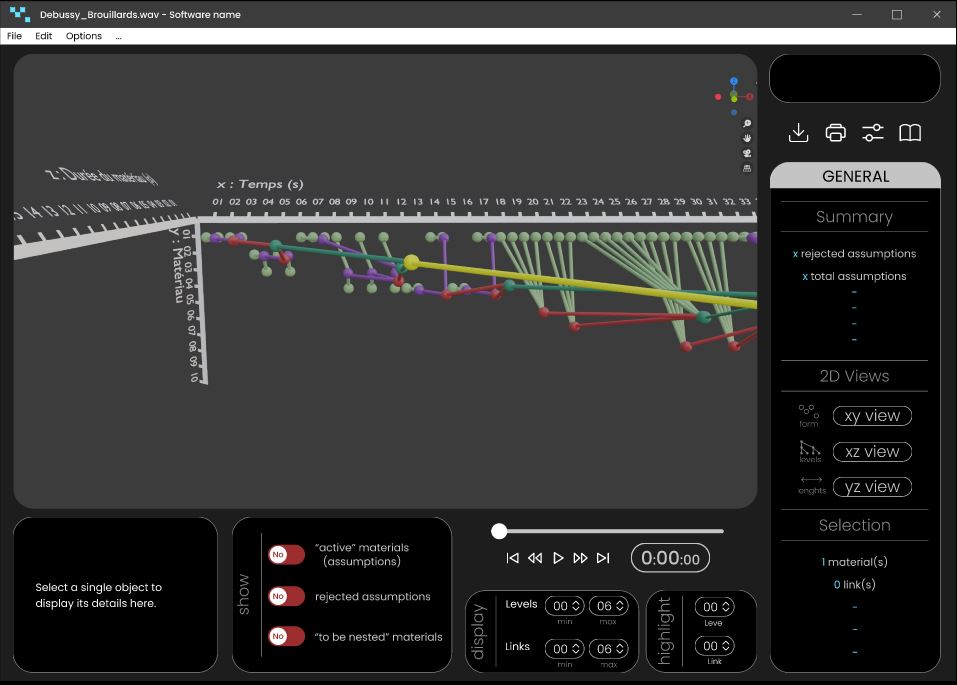 Debussy_Brouillards.wav - Software name
File Edit Options ...
z : Durée du matériau (s)
15 14 13 12 11 10 09 08 07 06 05 04 03 02 01
x : Temps (s)
01 02 03 04 05 06 07 08 09 10 11 12 13 14 15 16 17 18 20 21 22 23 24 25 26 27 28 29 30 31 32 33
y : Matériau
01 02 03 04 05 06 07 08 09 10
Z
X
GENERAL
Summary
x rejected assumptions
x total assumptions
–
–
–
–
2D Views
form
xy view
levels
xz view
lenghts
yz view
Selection
1 material(s)
0 link(s)
–
–
–
Select a single object to
display its details here.
show
No
"active" materials
(assumptions)
No
rejected assumptions
No
"to be nested" materials
0:00:00
display
Levels 00 06
min max
Links 00 06
min max
highlight
00
Leve
00
Link